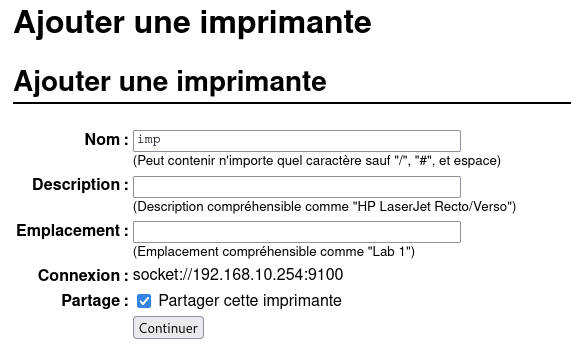 Ajouter une imprimante
Ajouter une imprimante
Nom : imp
(Peut contenir n'importe quel caractère sauf "/", "#", et espace)
Description :
(Description compréhensible comme "HP LaserJet Recto/Verso")
Emplacement :
(Emplacement compréhensible comme "Lab 1")
Connexion : socket://192.168.10.254:9100
Partage : Partager cette imprimante
Continuer